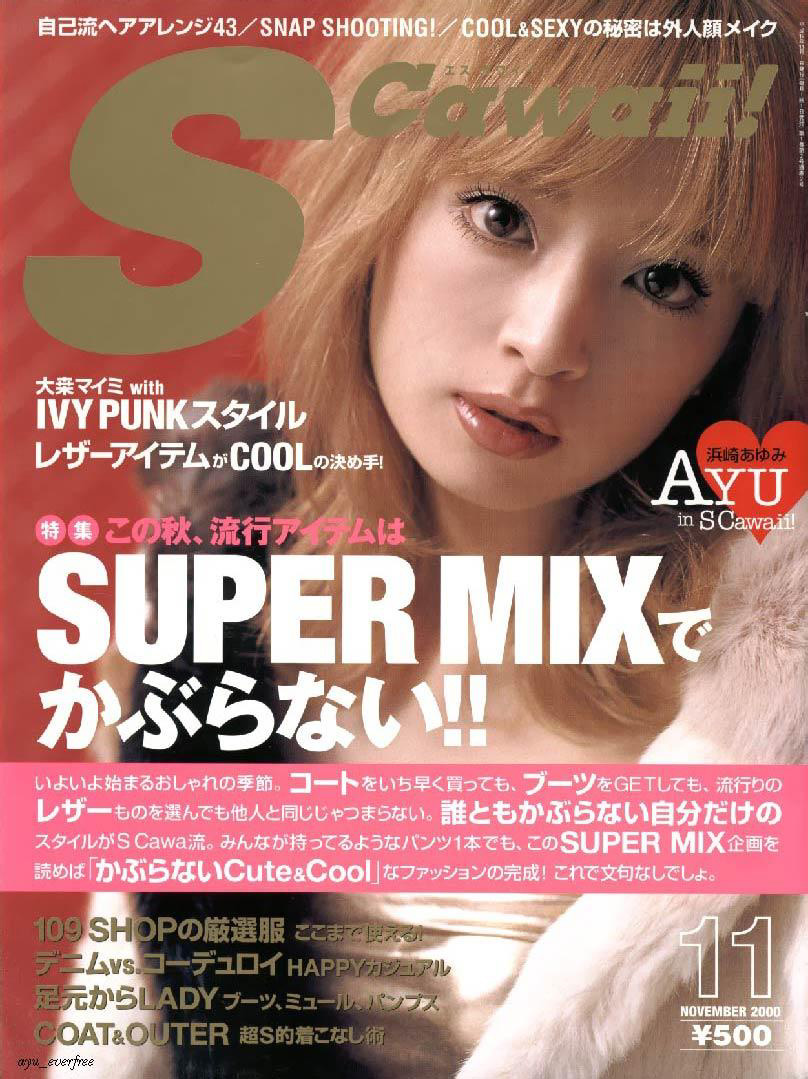 自己流ヘアアレンジ43／SNAP SHOOTING!／COOL&SEXYの秘密は外人顔メイク
S Cawaii!
大桒マイミ with
IVY PUNKスタイル
レザーアイテムがCOOLの決め手!
浜崎あゆみ
AYU
in S Cawaii!
特集 この秋、流行アイテムは
SUPER MIXで
かぶらない!!
いよいよ始まるおしゃれの季節。コートをいち早く買っても、ブーツをGETしても、流行りの
レザーものを選んでも他人と同じじゃつまらない。誰ともかぶらない自分だけの
スタイルがS Cawa流。みんなが持ってるようなパンツ1本でも、このSUPER MIX企画を
読めば「かぶらないCute&Cool」なファッションの完成！これで文句なしでしょ。
109 SHOPの厳選服 ここまで使える!
デニムvs.コーデュロイ HAPPYカジュアル
足元からLADY ブーツ、ミュール、パンプス
COAT&OUTER 超S的着こなし術
11
NOVEMBER 2000
¥500
ayu_everfree